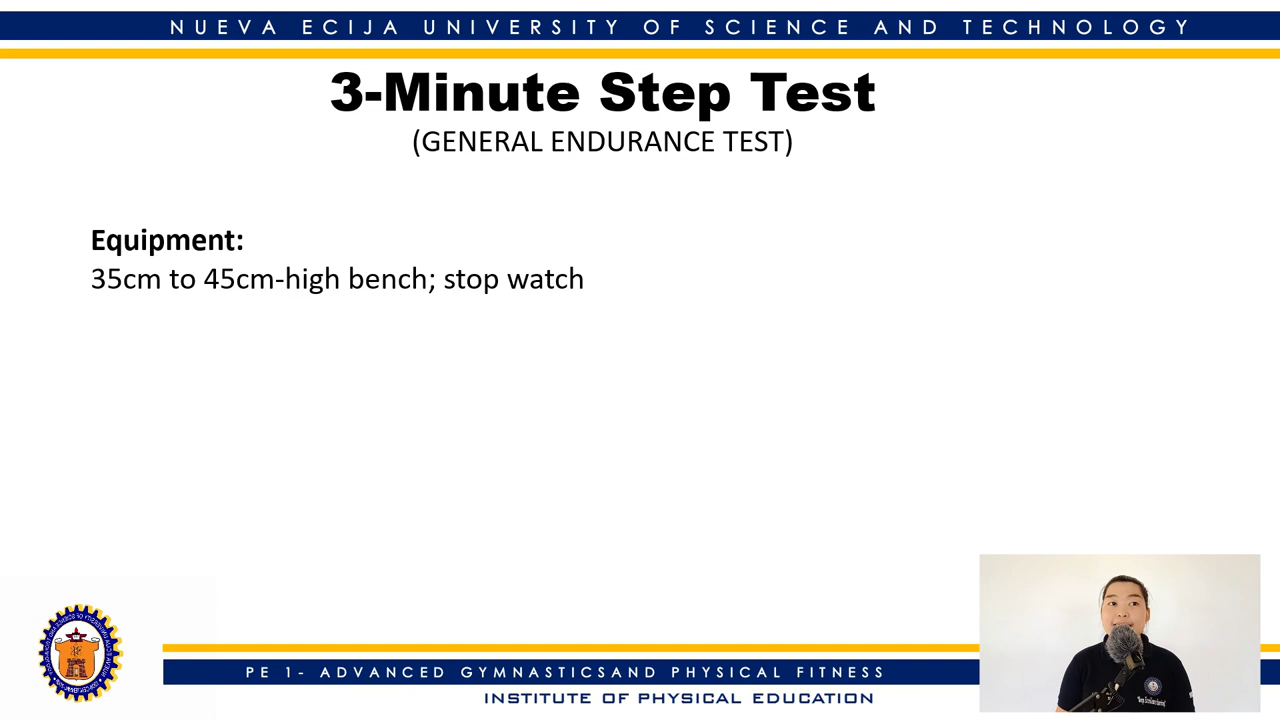 NUEVA ECIJA UNIVERSITY OF SCIENCE AND TECHNOLOGY
3-Minute Step Test
(GENERAL ENDURANCE TEST)
Equipment:
35cm to 45cm-high bench; stop watch
PE 1- ADVANCED GYMNASTICSAND PHYSICAL FITNESS
INSTITUTE OF PHYSICAL EDUCATION